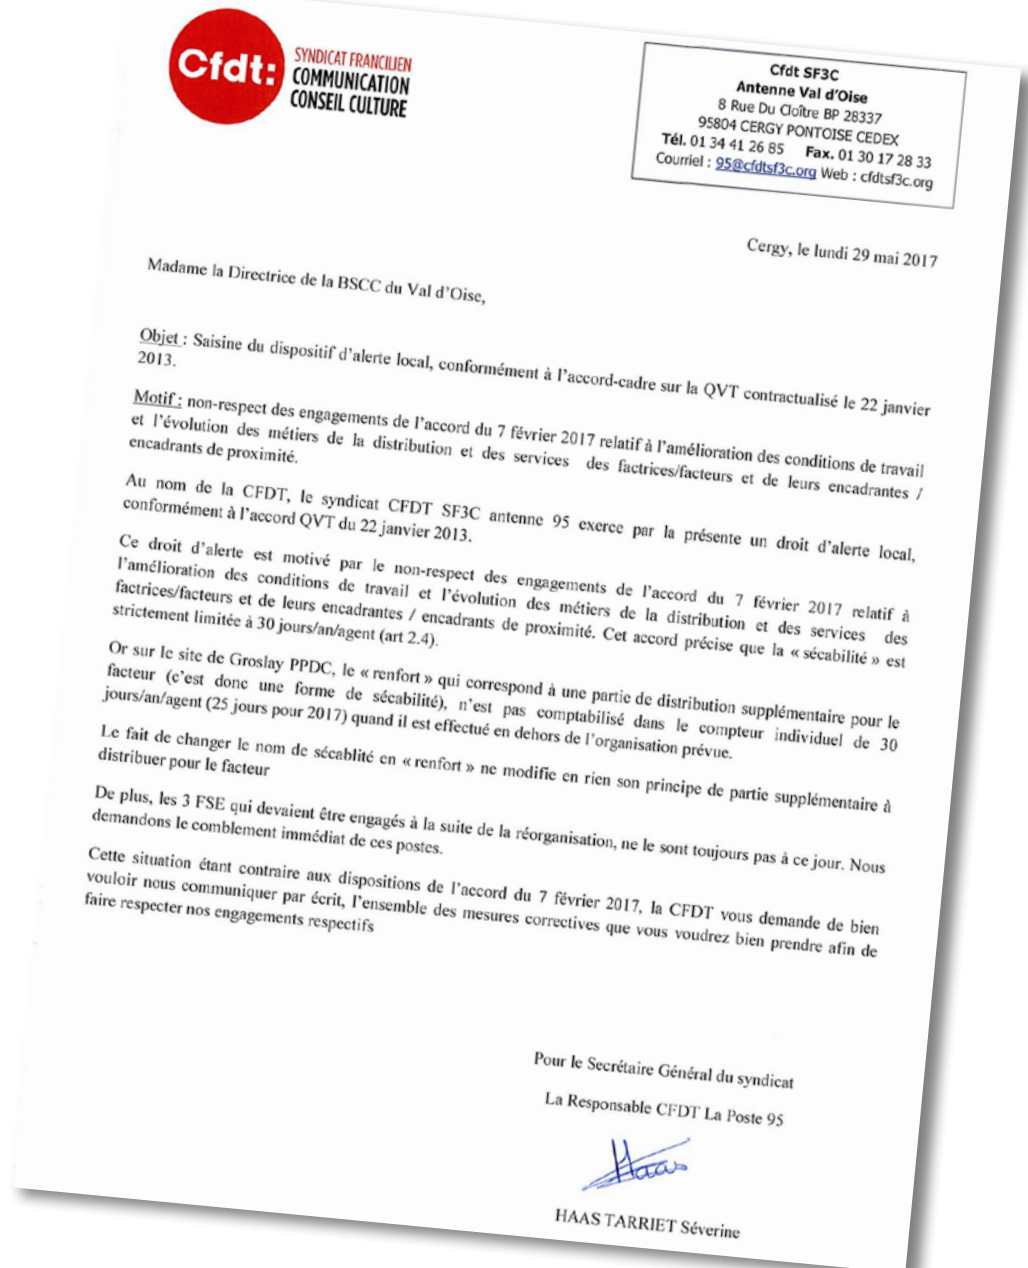 Cfdt:
SYNDICAT FRANCILIEN
COMMUNICATION
CONSEIL CULTURE
Cfdt SF3C
Antenne Val d'Oise
8 Rue Du Cloître BP 28337
95804 CERGY PONTOISE CEDEX
Tél. 01 34 41 26 85 Fax. 01 30 17 28 33
Courriel : 95@cfdtsf3c.org Web : cfdtsf3c.org
Cergy, le lundi 29 mai 2017
Madame la Directrice de la BSCC du Val d'Oise,
Objet : Saisine du dispositif d'alerte local, conformément à l'accord-cadre sur la QVT contractualisé le 22 janvier
2013.
Motif : non-respect des engagements de l'accord du 7 février 2017 relatif à l'amélioration des conditions de travail
et l'évolution des métiers de la distribution et des services des factrices/facteurs et de leurs encadrantes /
encadrants de proximité.
Au nom de la CFDT, le syndicat CFDT SF3C antenne 95 exerce par la présente un droit d'alerte local,
conformément à l'accord QVT du 22 janvier 2013.
Ce droit d'alerte est motivé par le non-respect des engagements de l'accord du 7 février 2017 relatif à
l'amélioration des conditions de travail et l'évolution des métiers de la distribution et des services des
factrices/facteurs et de leurs encadrantes / encadrants de proximité. Cet accord précise que la « sécabilité » est
strictement limitée à 30 jours/an/agent (art 2.4).
Or sur le site de Groslay PPDC, le « renfort » qui correspond à une partie de distribution supplémentaire pour le
facteur (c'est donc une forme de sécabilité), n'est pas comptabilisé dans le compteur individuel de 30
jours/an/agent (25 jours pour 2017) quand il est effectué en dehors de l'organisation prévue.
Le fait de changer le nom de sécablité en « renfort » ne modifie en rien son principe de partie supplémentaire à
distribuer pour le facteur
De plus, les 3 FSE qui devaient être engagés à la suite de la réorganisation, ne le sont toujours pas à ce jour. Nous
demandons le comblement immédiat de ces postes.
Cette situation étant contraire aux dispositions de l'accord du 7 février 2017, la CFDT vous demande de bien
vouloir nous communiquer par écrit, l'ensemble des mesures correctives que vous voudrez bien prendre afin de
faire respecter nos engagements respectifs
Pour le Secrétaire Général du syndicat
La Responsable CFDT La Poste 95
Haas
HAAS TARRIET Séverine